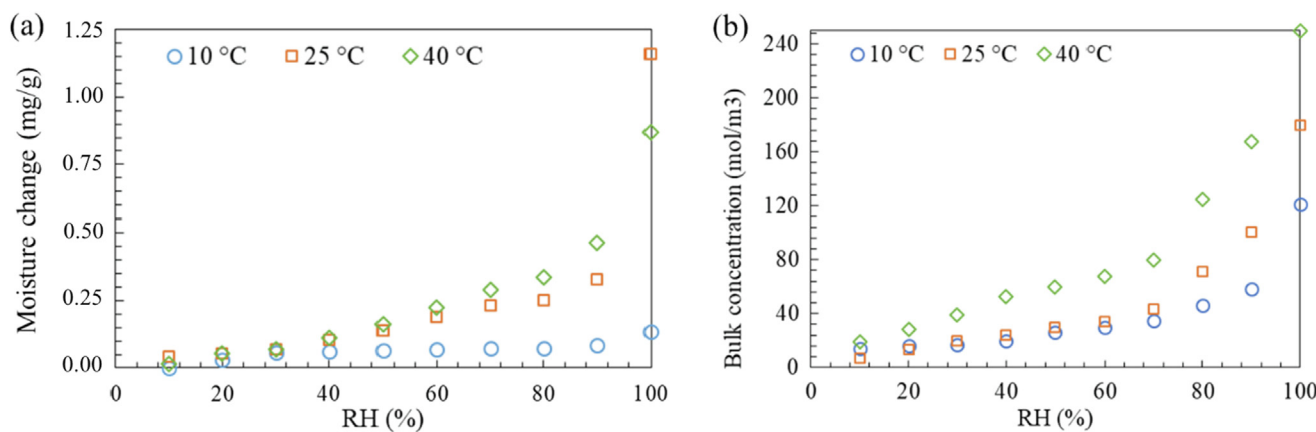 (a)
1.25
1.00
0.75
0.50
0.25
0.00
Moisture change (mg/g)
10 °C 25 °C 40 °C
0 20 40 60 80 100
RH (%)
(b)
240
200
160
120
80
40
0
Bulk concentration (mol/m3)
10 °C 25 °C 40 °C
0 20 40 60 80 100
RH (%)